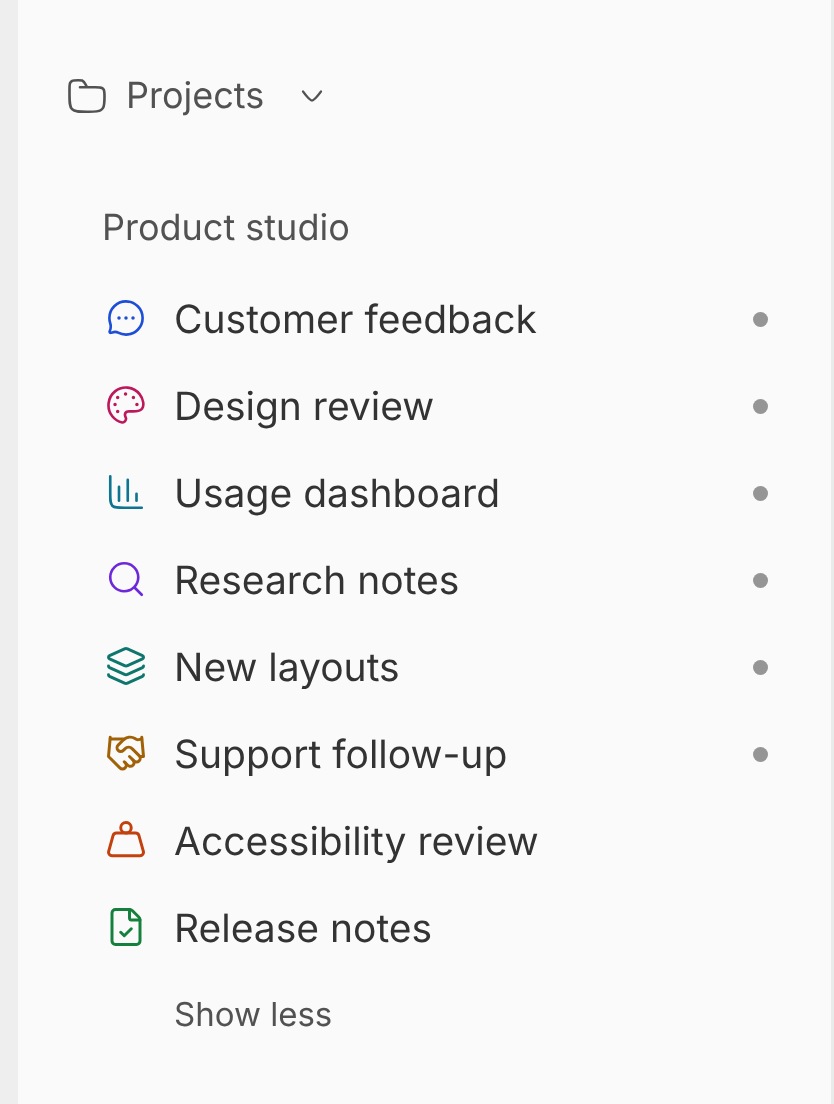 Projects
Product studio
Customer feedback
Design review
Usage dashboard
Research notes
New layouts
Support follow-up
Accessibility review
Release notes
Show less